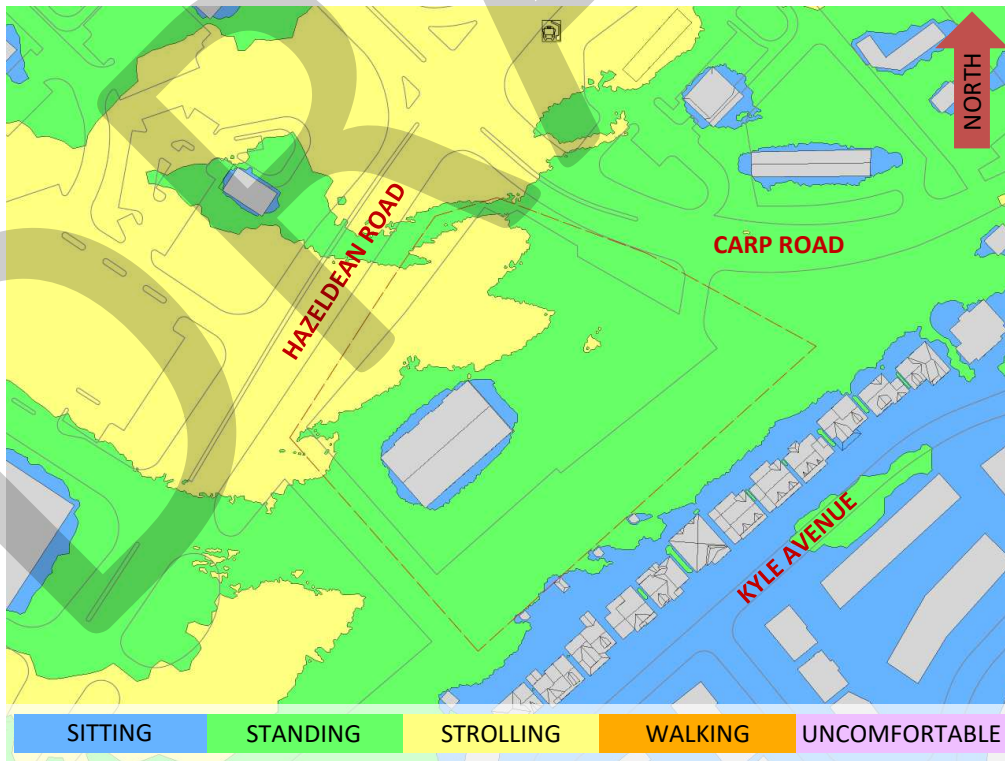 NORTH
CARP ROAD
HAZELDEAN ROAD
KYLE AVENUE
SITTING
STANDING
STROLLING
WALKING
UNCOMFORTABLE